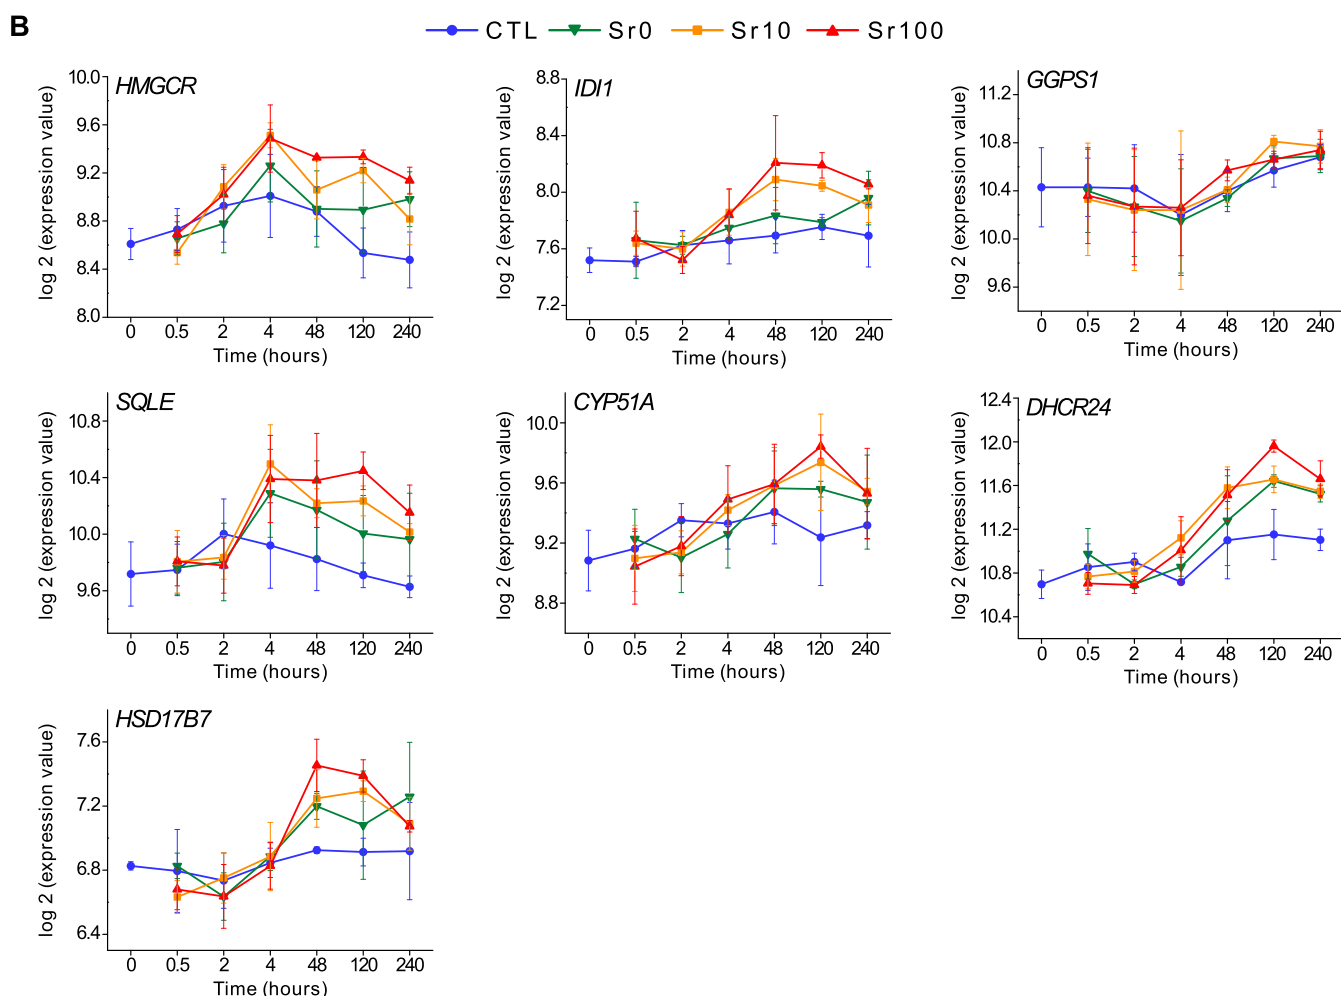 B
CTL Sr0 Sr10 Sr100
HMGCR
log 2 (expression value)
10.0
9.6
9.2
8.8
8.4
8.0
0 0.5 2 4 48 120 240
Time (hours)
IDI1
log 2 (expression value)
8.8
8.4
8.0
7.6
7.2
0 0.5 2 4 48 120 240
Time (hours)
GGPS1
log 2 (expression value)
11.2
10.8
10.4
10.0
9.6
0 0.5 2 4 48 120 240
Time (hours)
SQLE
log 2 (expression value)
10.8
10.4
10.0
9.6
0 0.5 2 4 48 120 240
Time (hours)
CYP51A
log 2 (expression value)
10.0
9.6
9.2
8.8
0 0.5 2 4 48 120 240
Time (hours)
DHCR24
log 2 (expression value)
12.4
12.0
11.6
11.2
10.8
10.4
0 0.5 2 4 48 120 240
Time (hours)
HSD17B7
log 2 (expression value)
7.6
7.2
6.8
6.4
0 0.5 2 4 48 120 240
Time (hours)